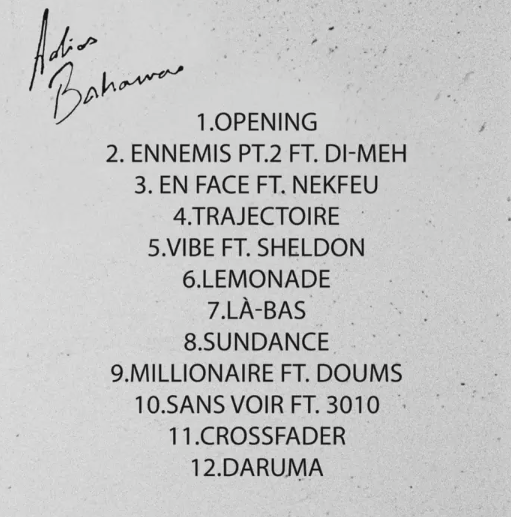 Adios
Bahamas
1.OPENING
2. ENNEMIS PT.2 FT. DI-MEH
3. EN FACE FT. NEKFEU
4.TRAJECTOIRE
5.VIBE FT. SHELDON
6.LEMONADE
7.LÀ-BAS
8.SUNDANCE
9.MILLIONAIRE FT. DOUMS
10.SANS VOIR FT. 3010
11.CROSSFADER
12.DARUMA